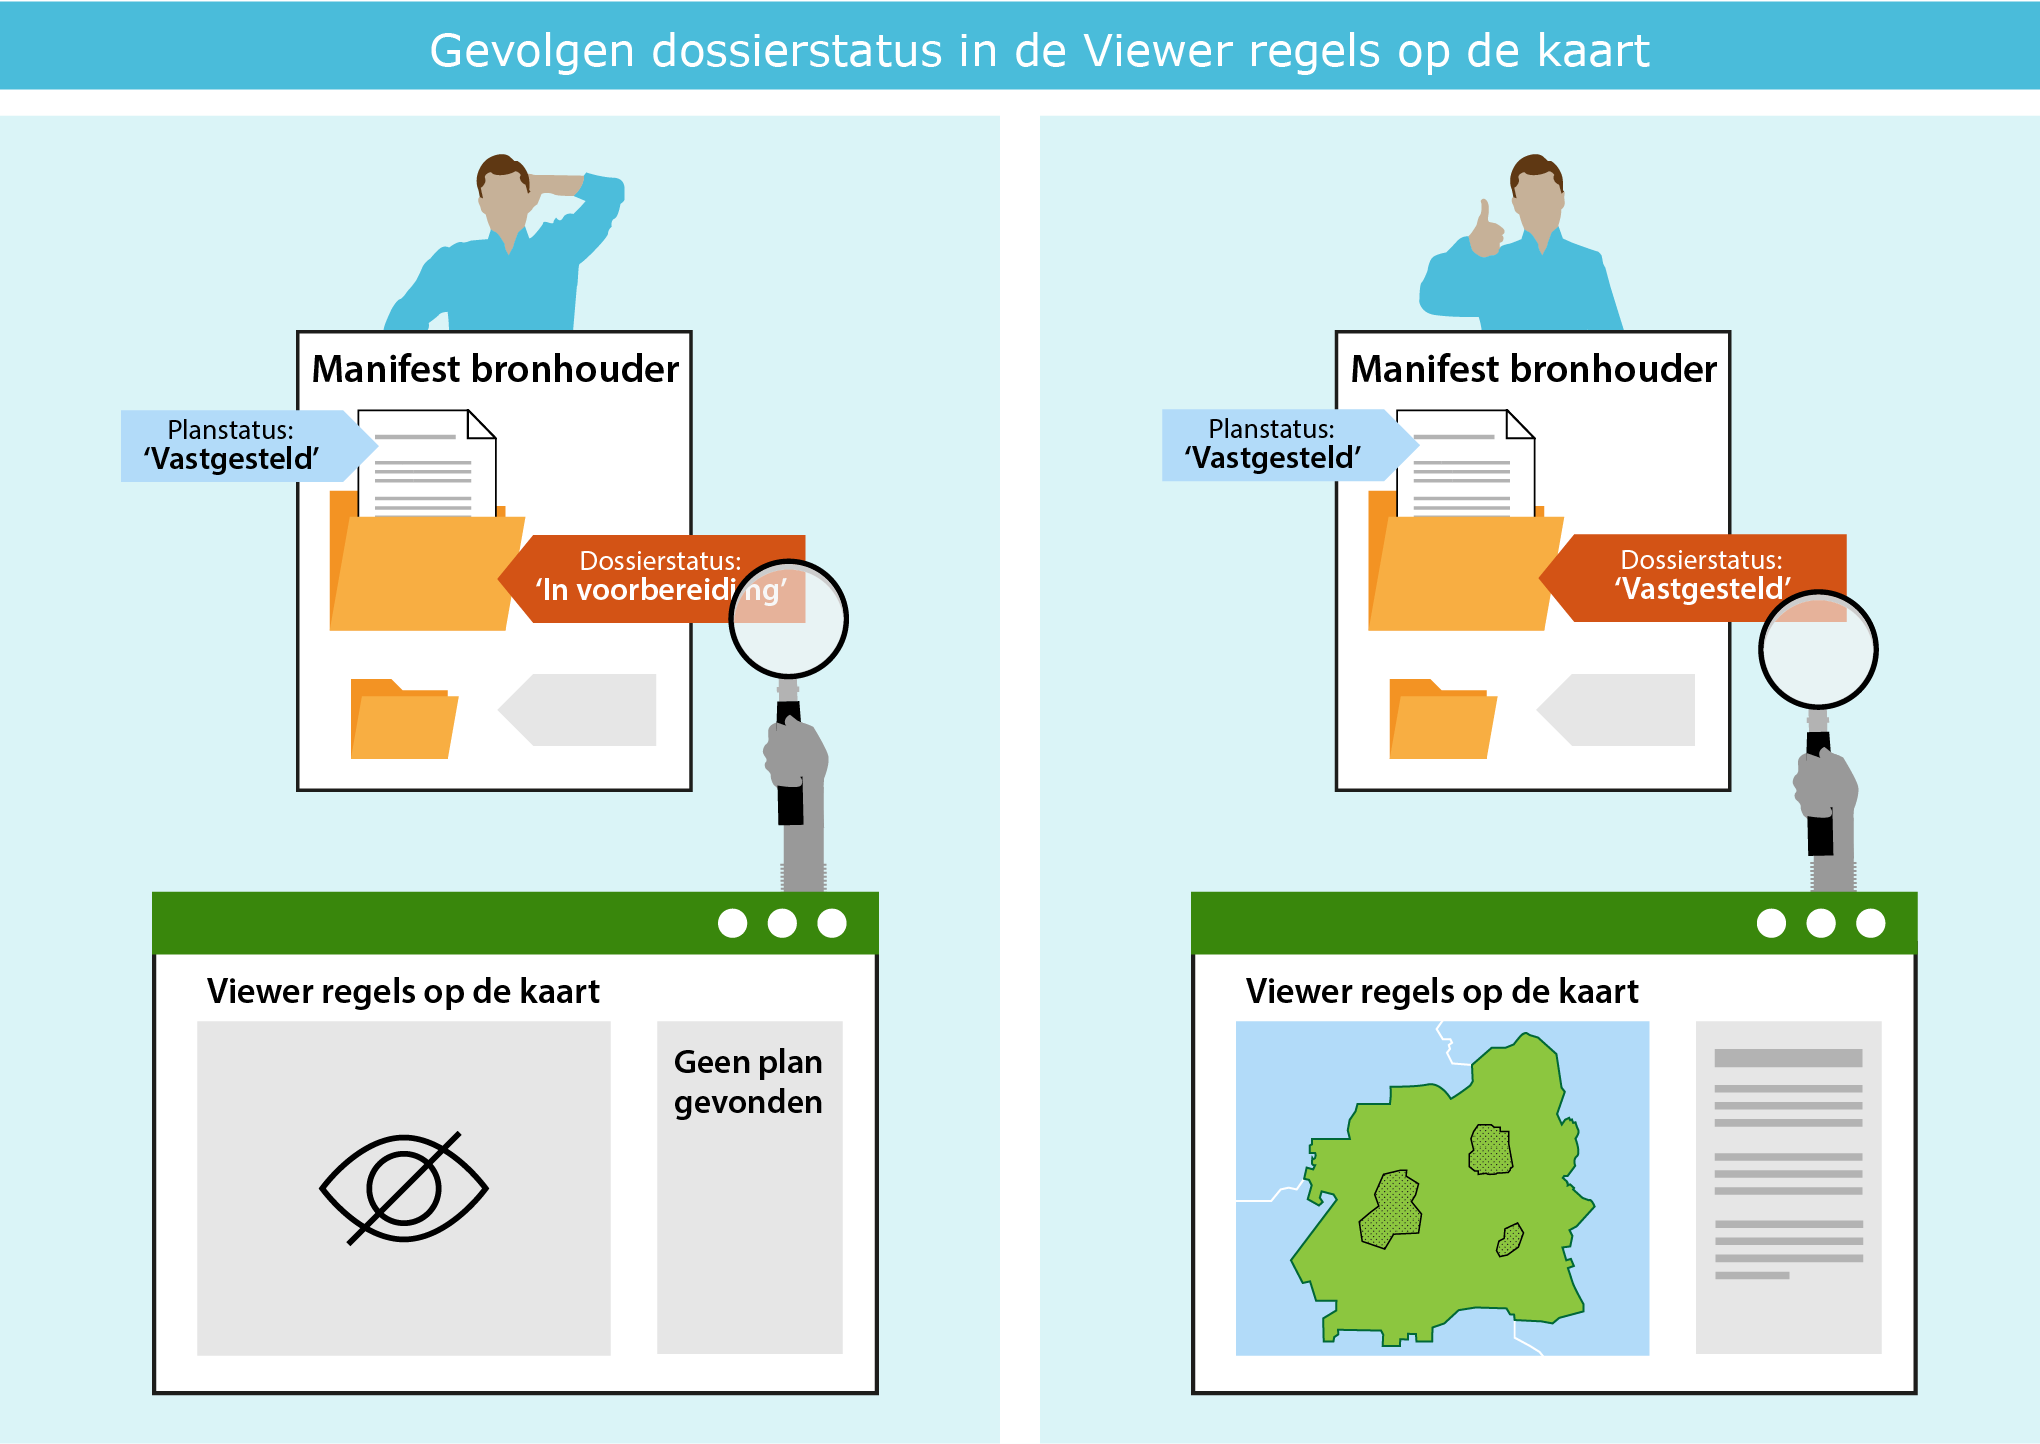 Gevolgen dossierstatus in de Viewer regels op de kaart
Manifest bronhouder
Planstatus:
‘Vastgesteld’
Dossierstatus:
‘In voorbereiding’
Viewer regels op de kaart
Geen plan
gevonden
Manifest bronhouder
Planstatus:
‘Vastgesteld’
Dossierstatus:
‘Vastgesteld’
Viewer regels op de kaart